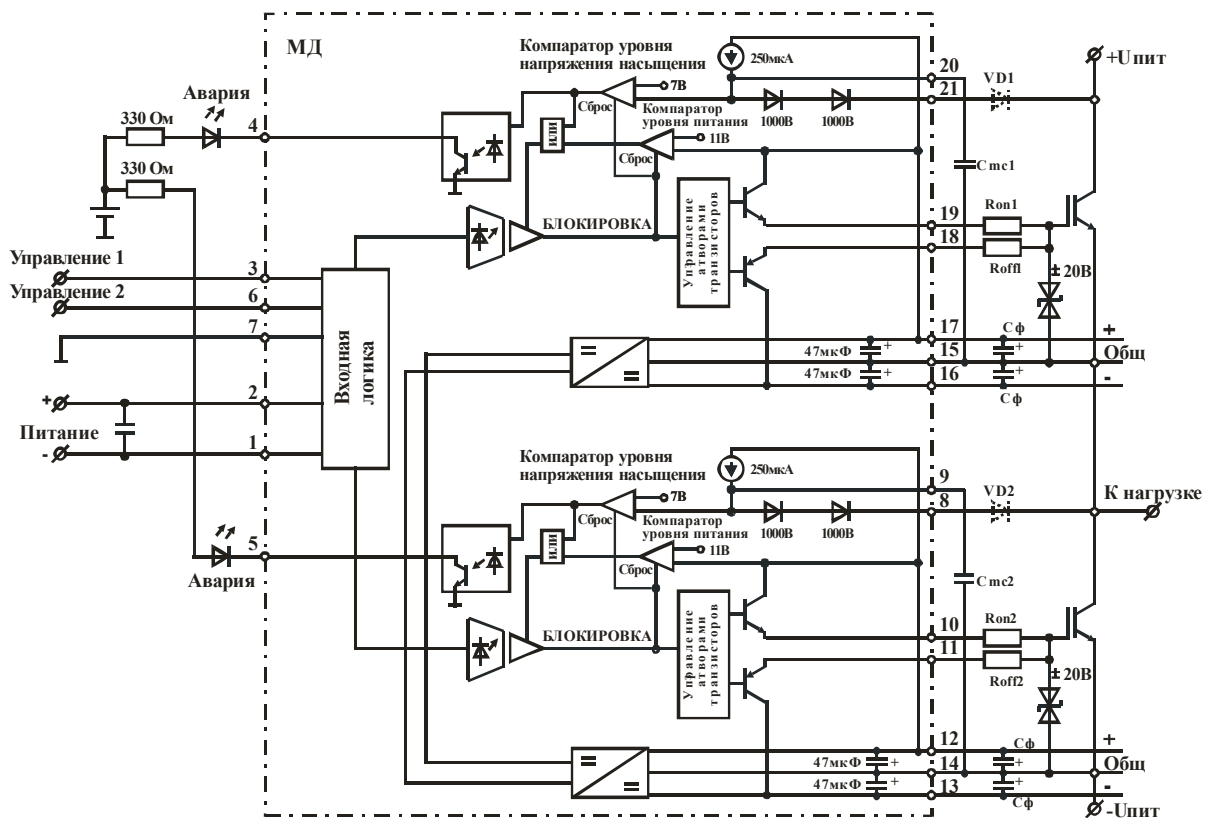 МД
Компаратор уровня
напряжения насыщения
250мкА
20
21
VD1
+Uпит
Авария
330 Ом
4
7В
Сброс
Компаратор
уровня питания
1000В
1000В
11В
или
Сброс
330 Ом
Cmc1
БЛОКИРОВКА
Управление
атворами
транзисторов
19
Ron1
18
Roff1
± 20В
Управление 1
3
Управление 2
6
7
Входная
логика
17
Сф
+
47мкФ
+
+
15
Общ
47мкФ
+
+
16
-
Сф
+
2
Питание
-
1
Компаратор уровня
напряжения насыщения
250мкА
9
8
VD2
К нагрузке
7В
Сброс
Компаратор
уровня питания
1000В
1000В
5
11В
или
Сброс
Авария
Cmc2
БЛОКИРОВКА
Управление
атворами
транзисторов
10
Ron2
11
Roff2
± 20В
12
Сф
+
47мкФ
+
+
14
Общ
47мкФ
+
+
13
-
Сф
-Uпит